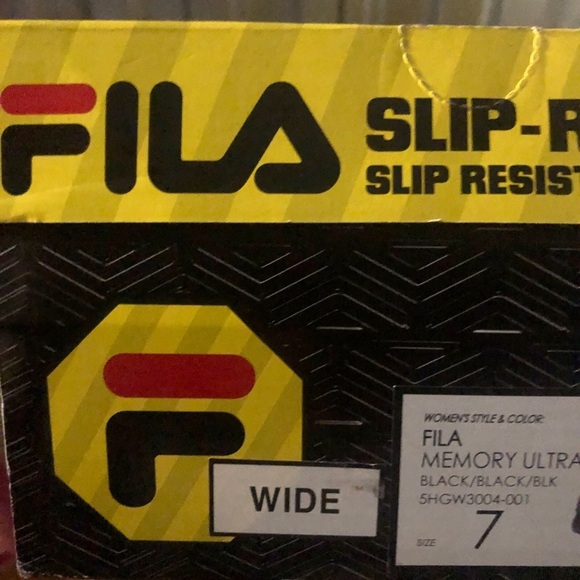 FILA
SLIP-R
SLIP RESIST
WIDE
WOMEN'S STYLE & COLOR:
FILA
MEMORY ULTRA
BLACK/BLACK/BLK
5HGW3004-001
SIZE 7